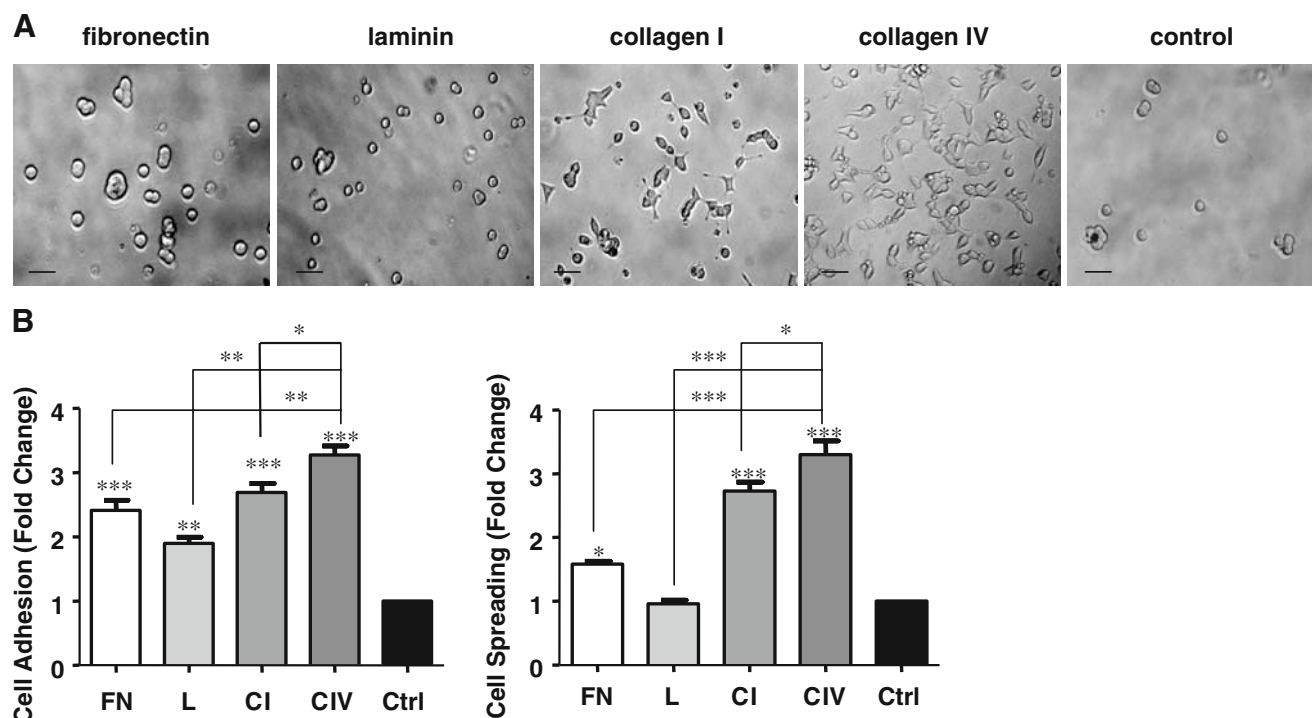 A
fibronectin laminin collagen I collagen IV control
B
* *
** ***
** ***
Cell Adhesion (Fold Change)
4
3
2
1
0
***
**
***
***
FN L CI CIV Ctrl
Cell Spreading (Fold Change)
4
3
2
1
0
*
***
***
FN L CI CIV Ctrl